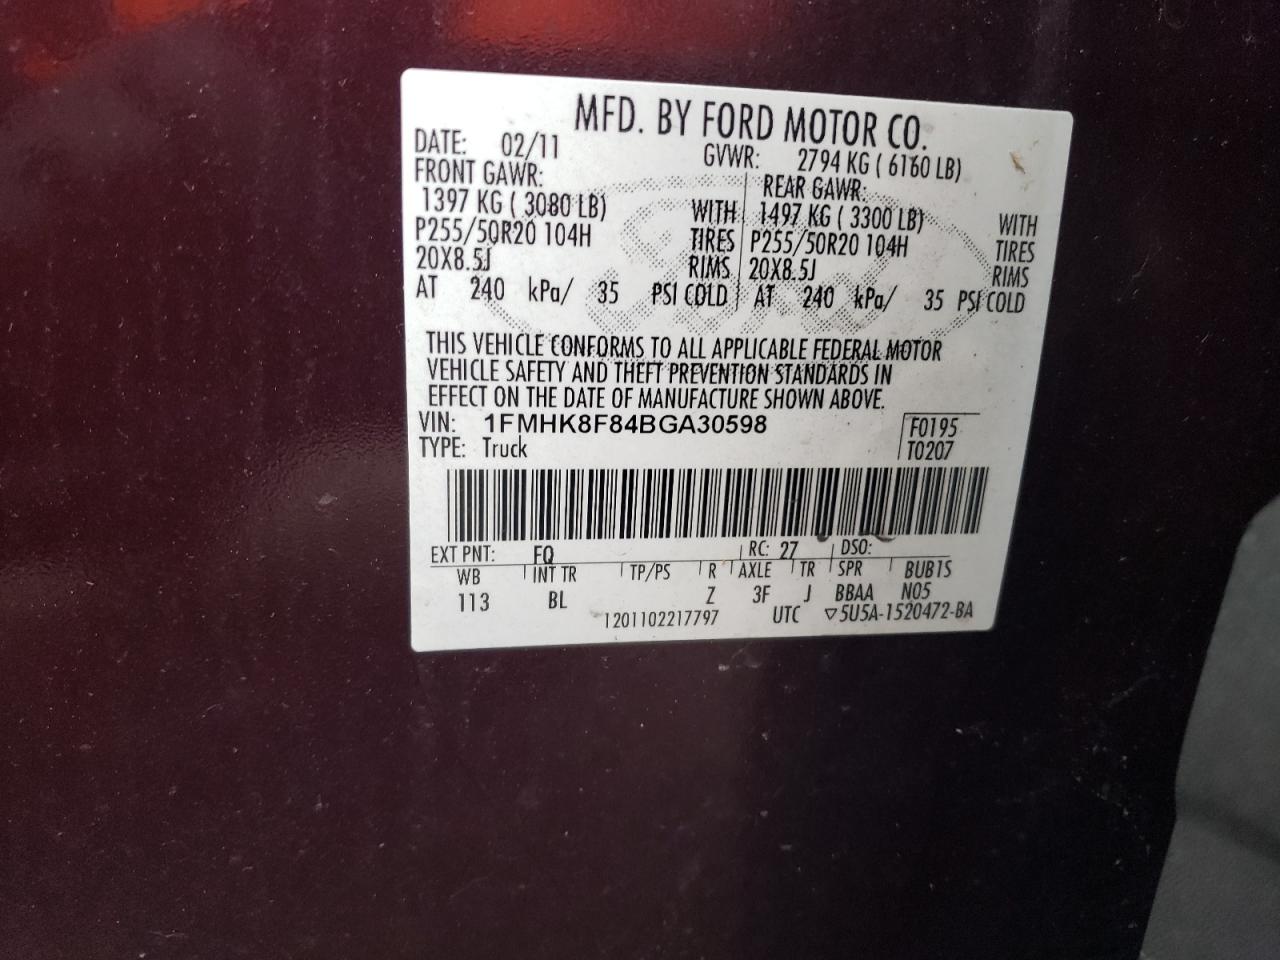 MFD. BY FORD MOTOR CO.
DATE: 02/11 GVWR: 2794 KG ( 6160 LB)
FRONT GAWR: REAR GAWR:
1397 KG ( 3080 LB) WITH 1497 KG ( 3300 LB) WITH
P255/50R20 104H TIRES P255/50R20 104H TIRES
20X8.5J RIMS 20X8.5J RIMS
AT 240 kPa/ 35 PSI COLD AT 240 kPa/ 35 PSI COLD
THIS VEHICLE CONFORMS TO ALL APPLICABLE FEDERAL MOTOR
VEHICLE SAFETY AND THEFT PREVENTION STANDARDS IN
EFFECT ON THE DATE OF MANUFACTURE SHOWN ABOVE.
VIN: 1FMHK8F84BGA30598 F0195
TYPE: Truck T0207
EXT PNT: FQ RC: 27 DSO:
WB INT TR TP/PS R AXLE TR SPR BUB1S
113 BL Z 3F J BBAA N05
1201102217797 UTC ▽5U5A-1520472-BA